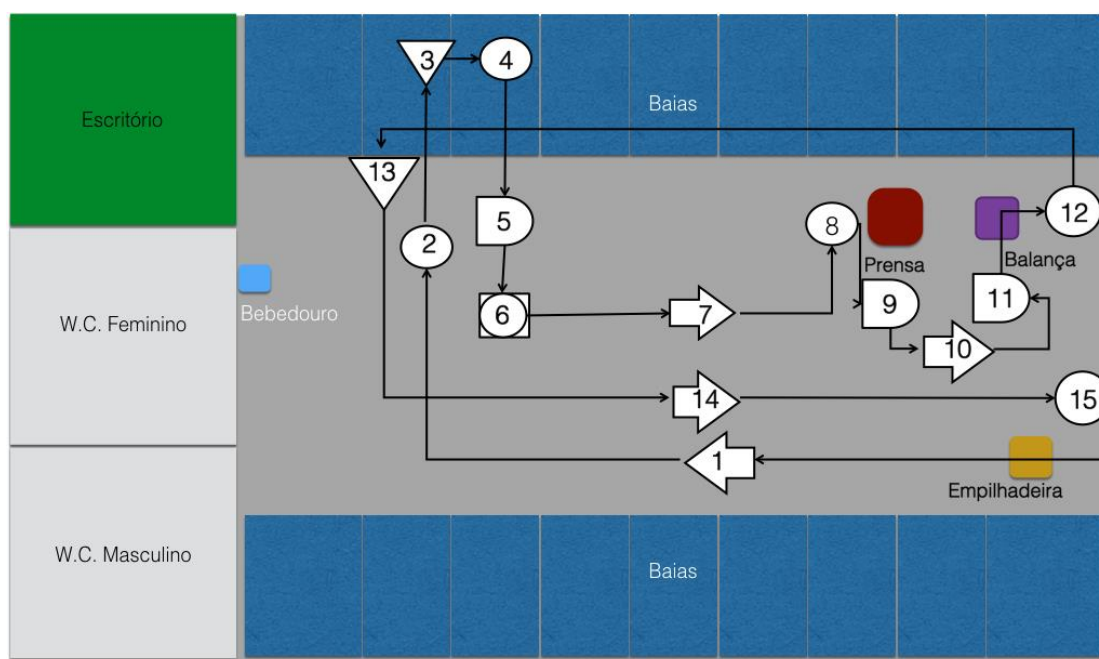 3
4
Baias
Escritório
13
5
8
12
2
Prensa
Balança
Bebedouro
W.C. Feminino
6
7
9
11
10
14
15
1
Empilhadeira
W.C. Masculino
Baias